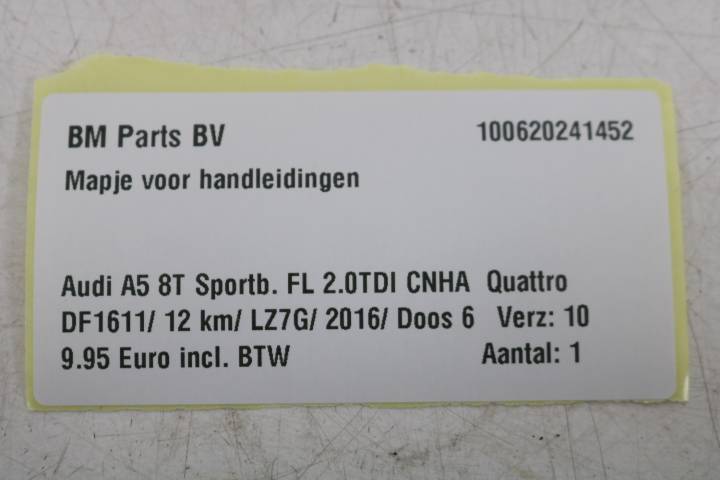 BM Parts BV 100620241452
Mapje voor handleidingen
Audi A5 8T Sportb. FL 2.0TDI CNHA Quattro
DF1611/ 12 km/ LZ7G/ 2016/ Doos 6 Verz: 10
9.95 Euro incl. BTW Aantal: 1